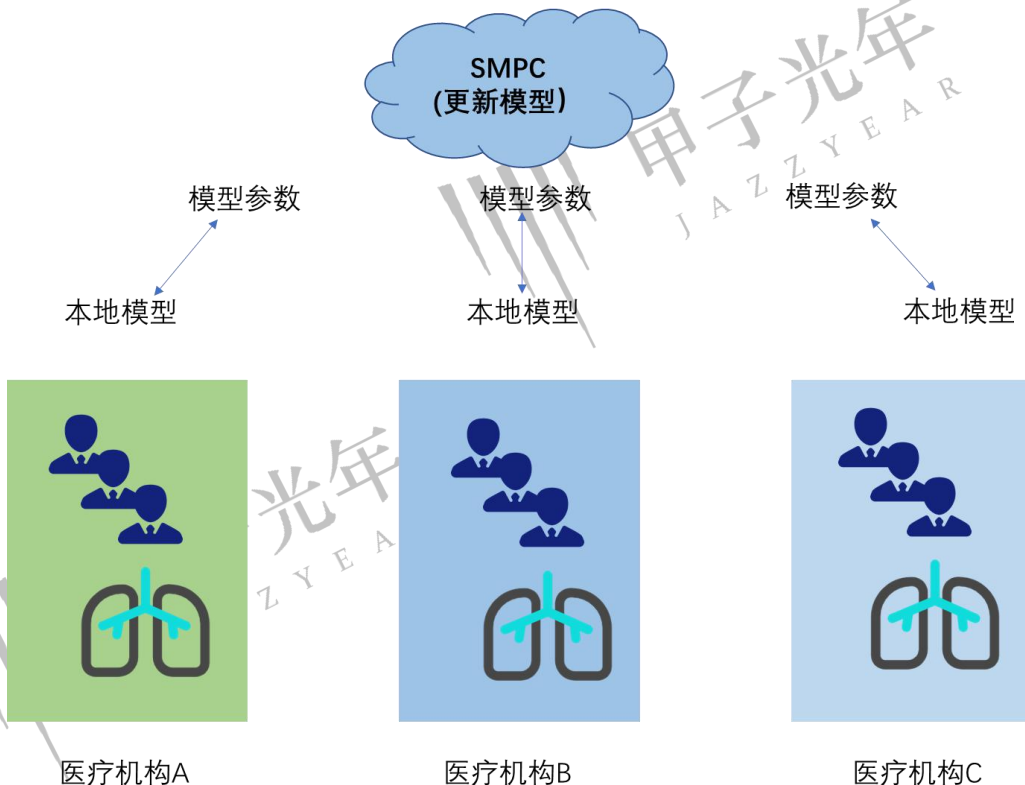 SMPC
(更新模型）
甲子光年
JAZZYEAR
模型参数
模型参数
模型参数
本地模型
本地模型
本地模型
光年
ZYEA
医疗机构A
医疗机构B
医疗机构C